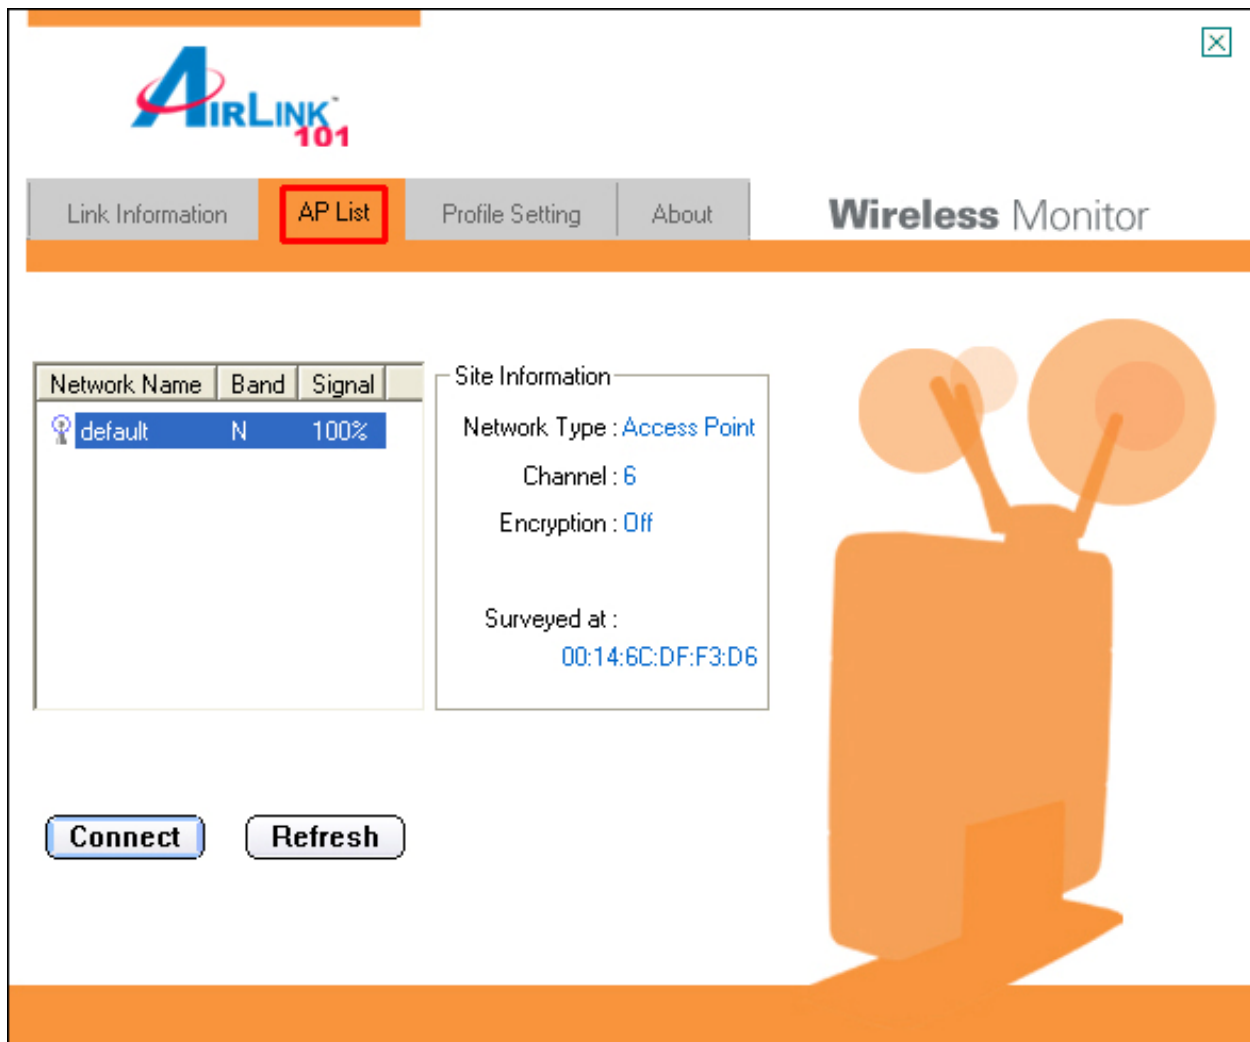 AIRLINK™
101
Link Information AP List Profile Setting About Wireless Monitor
Network Name Band Signal
default N 100%
Site Information
Network Type : Access Point
Channel : 6
Encryption : Off
Surveyed at :
00:14:6C:DF:F3:D6
Connect Refresh